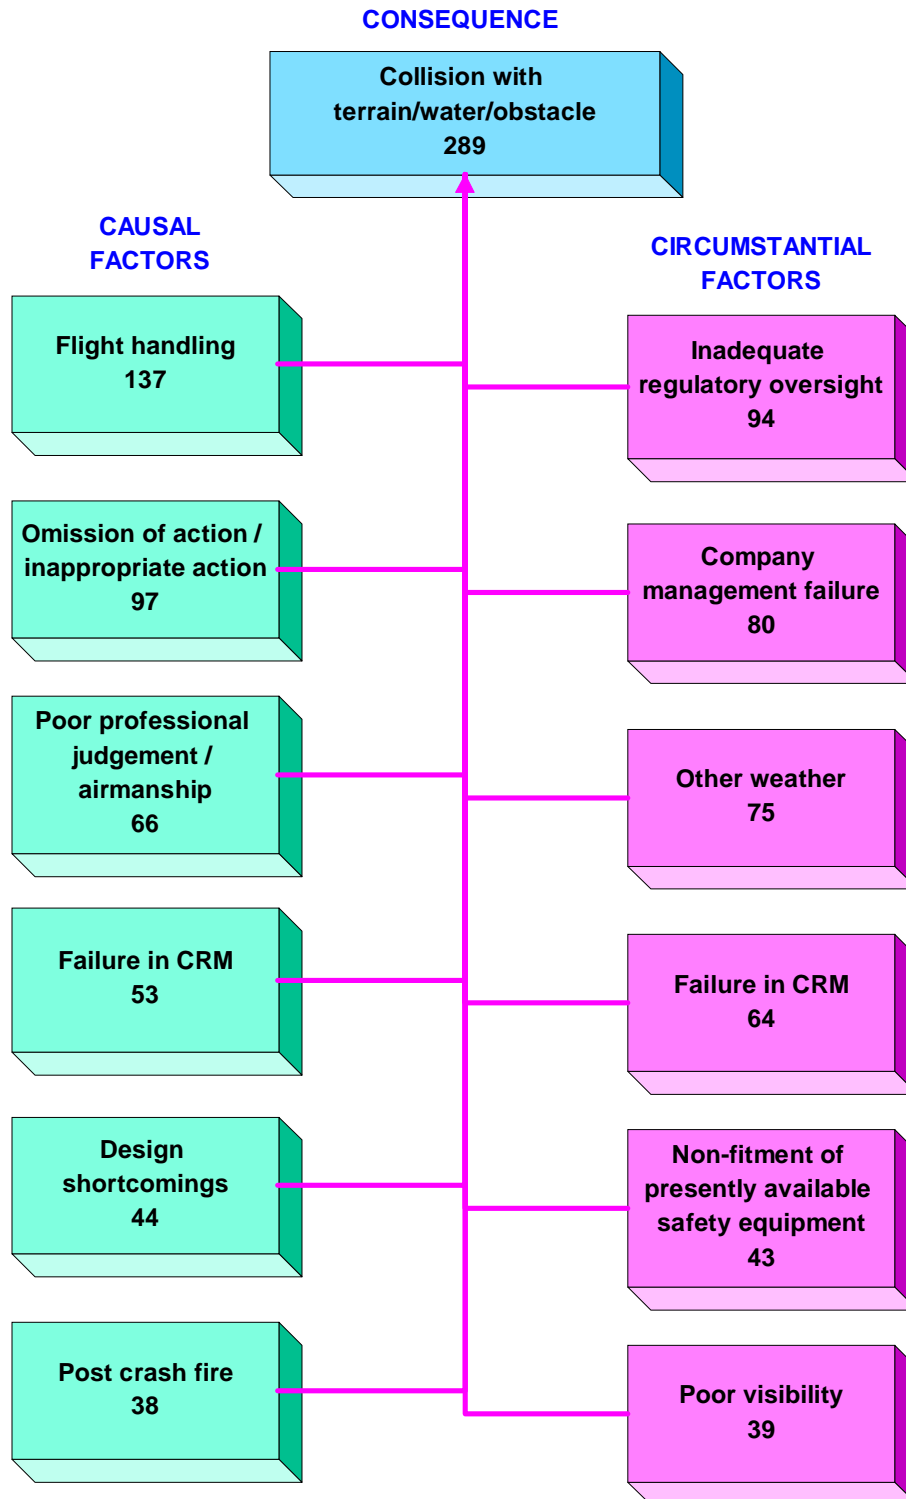 CONSEQUENCE
Collision with
terrain/water/obstacle
289
CAUSAL
FACTORS
Flight handling
137
Omission of action /
inappropriate action
97
Poor professional
judgement /
airmanship
66
Failure in CRM
53
Design
shortcomings
44
Post crash fire
38
CIRCUMSTANTIAL
FACTORS
Inadequate
regulatory oversight
94
Company
management failure
80
Other weather
75
Failure in CRM
64
Non-fitment of
presently available
safety equipment
43
Poor visibility
39